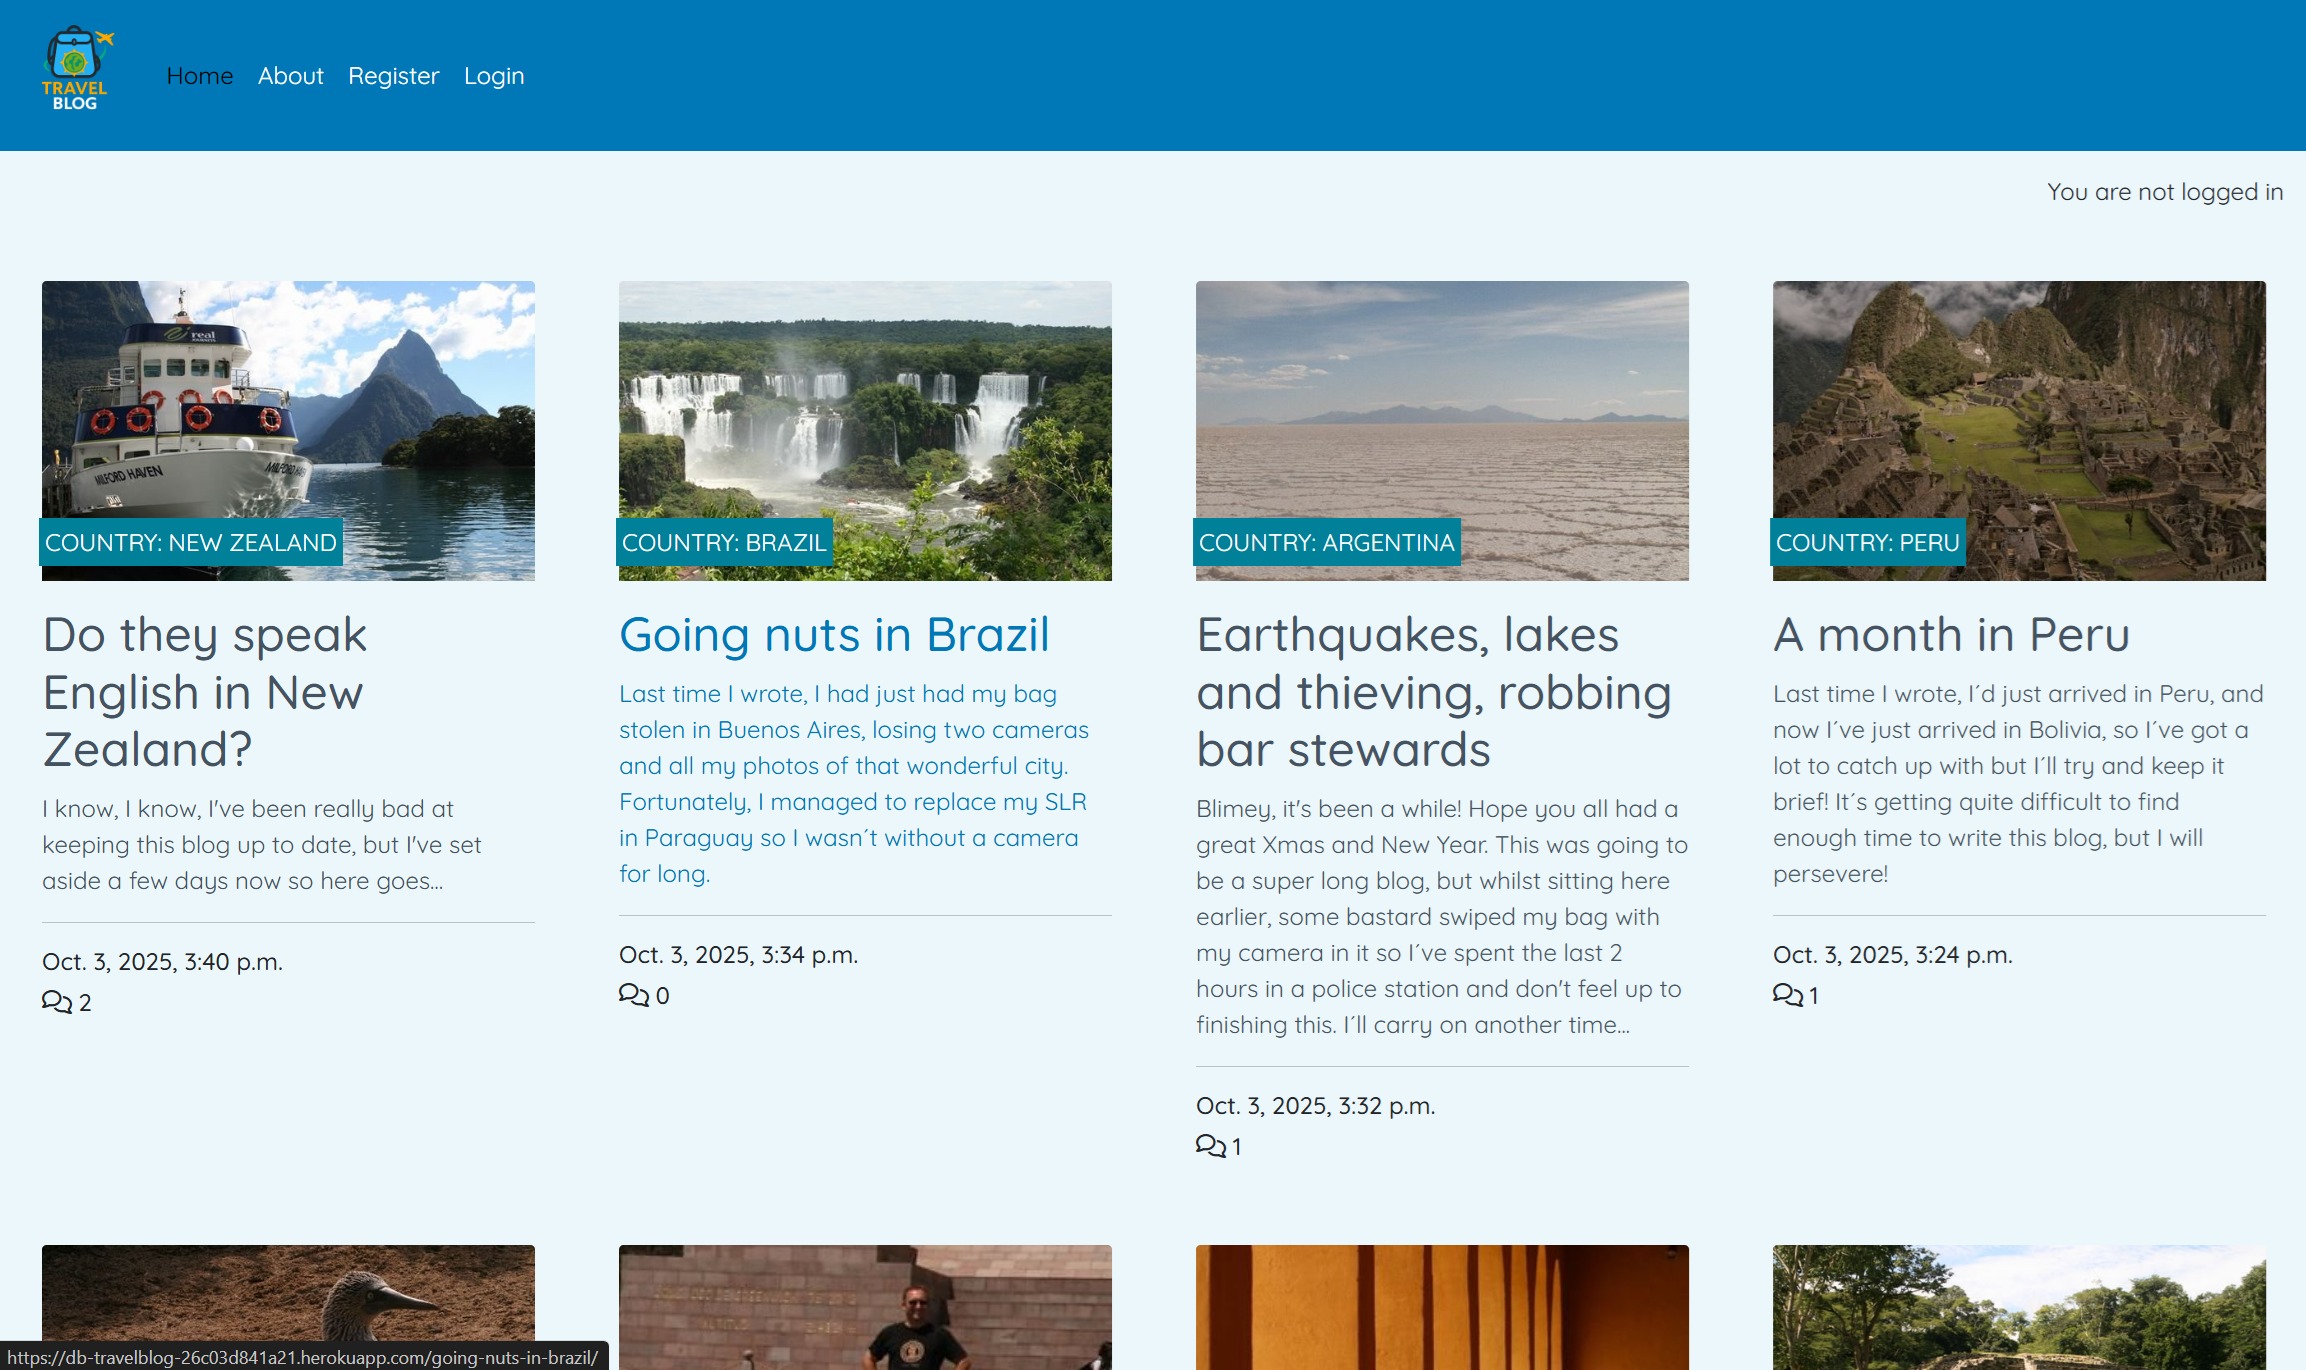 TRAVEL
BLOG
Home About Register Login
You are not logged in
real
JOURNEYS
MILFORD HAVEN
COUNTRY: NEW ZEALAND
Do they speak
English in New
Zealand?
I know, I know, I've been really bad at
keeping this blog up to date, but I've set
aside a few days now so here goes...
Oct. 3, 2025, 3:40 p.m.
2
COUNTRY: BRAZIL
Going nuts in Brazil
Last time I wrote, I had just had my bag
stolen in Buenos Aires, losing two cameras
and all my photos of that wonderful city.
Fortunately, I managed to replace my SLR
in Paraguay so I wasn´t without a camera
for long.
Oct. 3, 2025, 3:34 p.m.
0
COUNTRY: ARGENTINA
Earthquakes, lakes
and thieving, robbing
bar stewards
Blimey, it's been a while! Hope you all had a
great Xmas and New Year. This was going to
be a super long blog, but whilst sitting here
earlier, some bastard swiped my bag with
my camera in it so I´ve spent the last 2
hours in a police station and don't feel up to
finishing this. I´ll carry on another time...
Oct. 3, 2025, 3:32 p.m.
1
COUNTRY: PERU
A month in Peru
Last time I wrote, I´d just arrived in Peru, and
now I´ve just arrived in Bolivia, so I´ve got a
lot to catch up with but I´ll try and keep it
brief! It´s getting quite difficult to find
enough time to write this blog, but I will
persevere!
Oct. 3, 2025, 3:24 p.m.
1
https://db-travelblog-26c03d841a21.herokuapp.com/going-nuts-in-brazil/